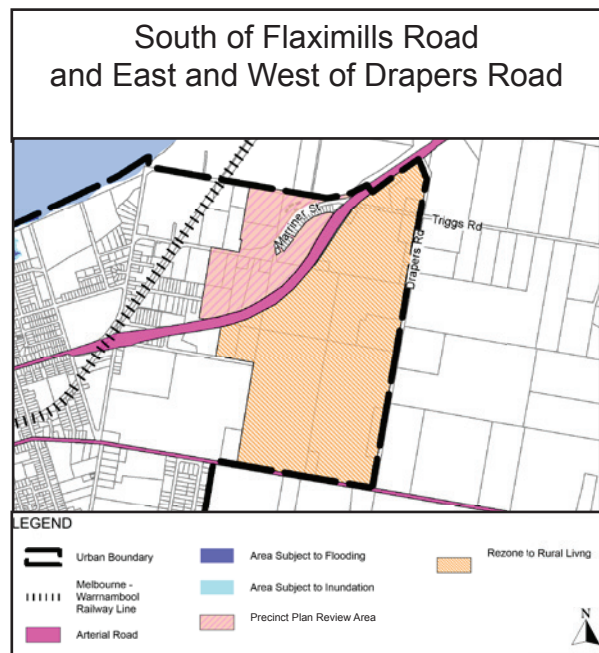 South of Flaximills Road
and East and West of Drapers Road
Marriner St
Triggs Rd
Drapers Rd
LEGEND
Urban Boundary
Melbourne -
Warrnambool
Railway Line
Arterial Road
Area Subject to Flooding
Area Subject to Inundation
Precinct Plan Review Area
Rezone to Rural Livng
N